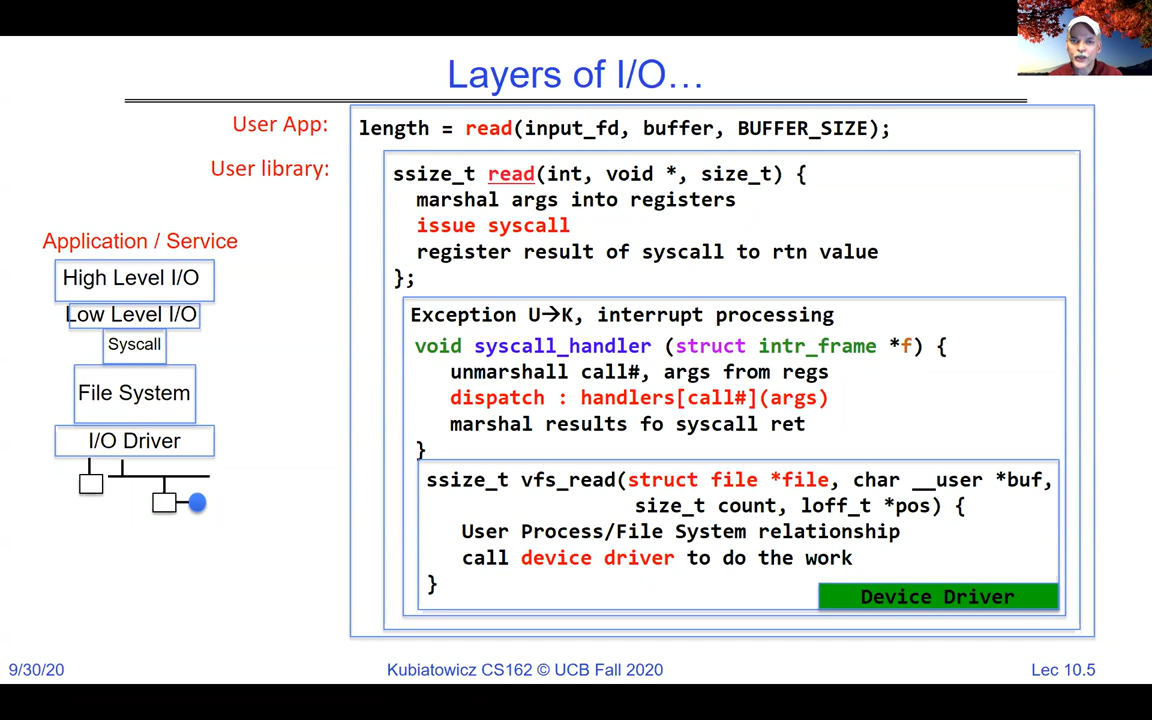 Layers of I/O…
User App:
length = read(input_fd, buffer, BUFFER_SIZE);
User library:
ssize_t read(int, void *, size_t) {
marshal args into registers
issue syscall
register result of syscall to rtn value
};
Application / Service
High Level I/O
Low Level I/O
Syscall
File System
I/O Driver
Exception U→K, interrupt processing
void syscall_handler (struct intr_frame *f) {
unmarshall call#, args from regs
dispatch : handlers[call#](args)
marshal results fo syscall ret
}
ssize_t vfs_read(struct file *file, char __user *buf,
size_t count, loff_t *pos) {
User Process/File System relationship
call device driver to do the work
}
Device Driver
9/30/20
Kubiatowicz CS162 © UCB Fall 2020
Lec 10.5